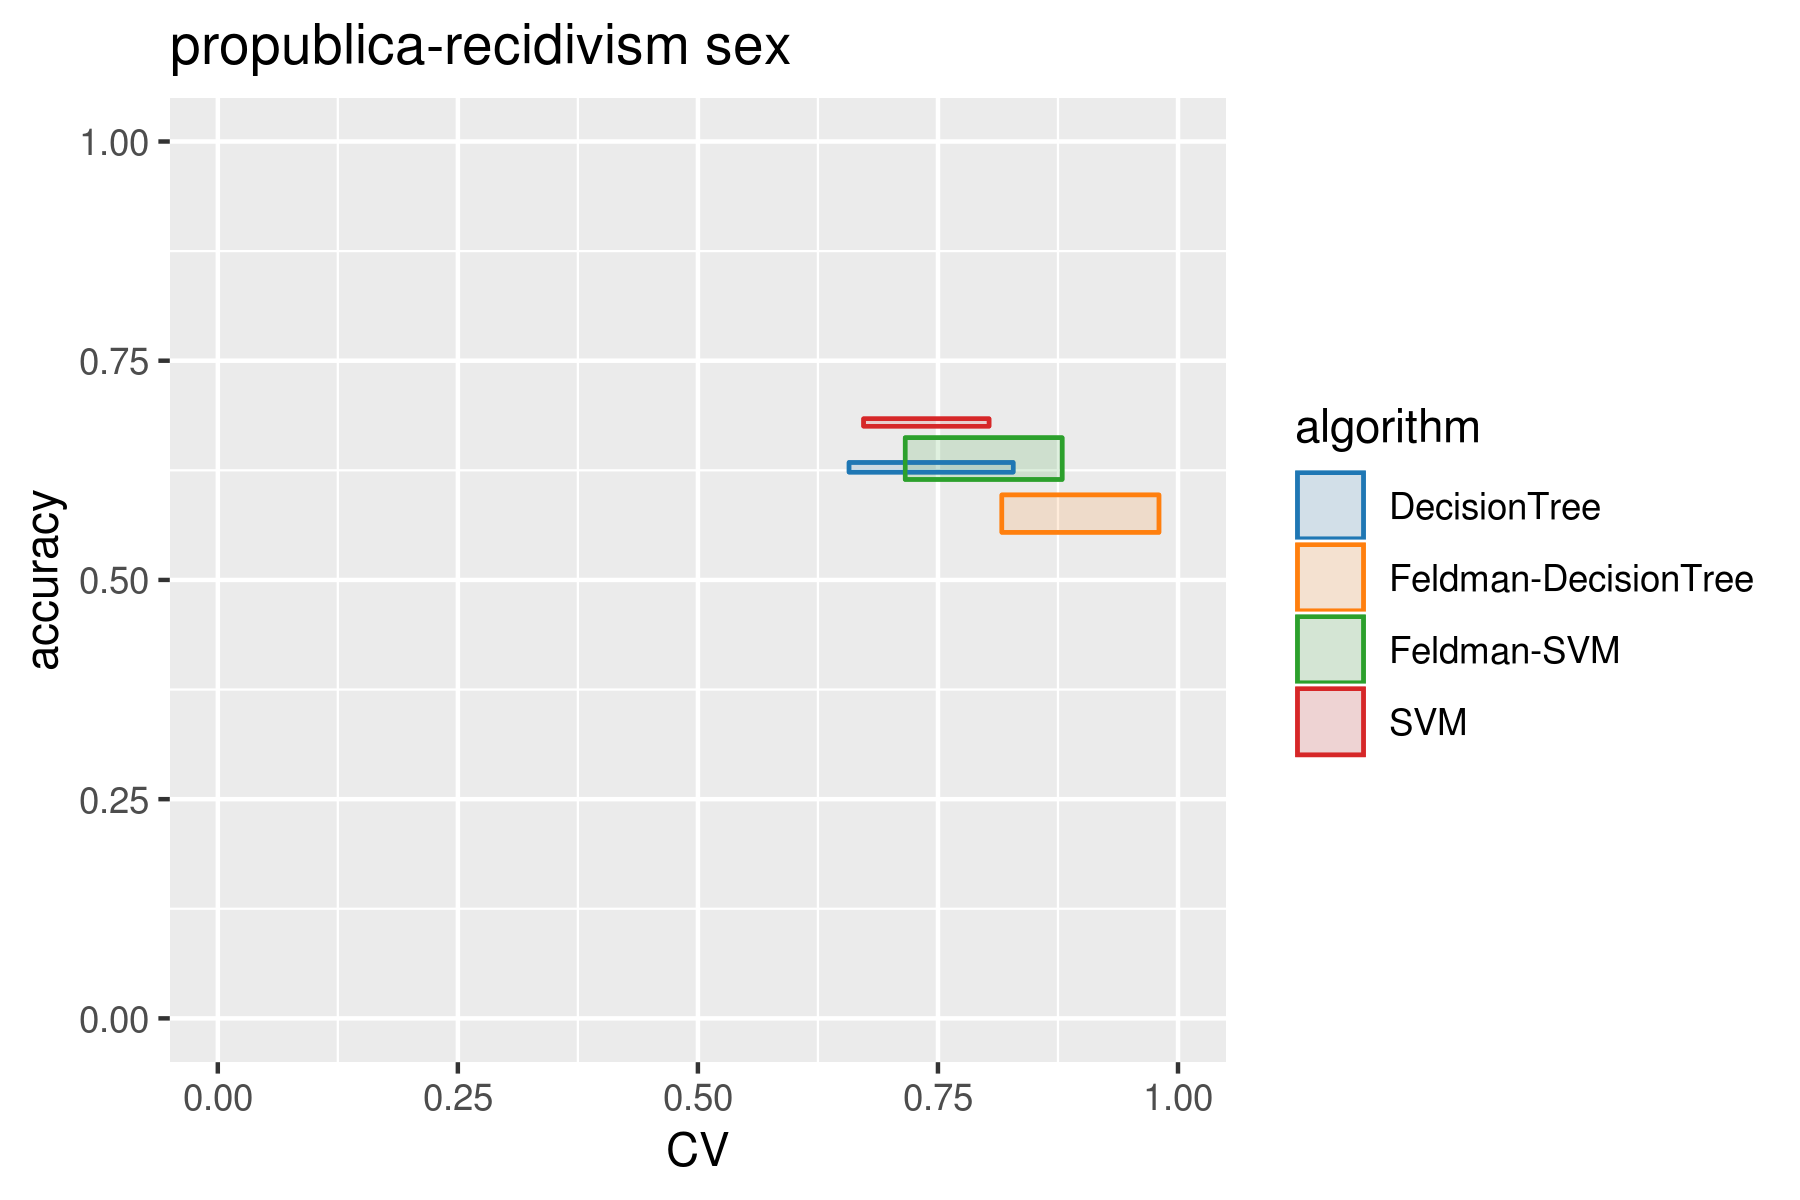 propublica-recidivism sex
1.00
0.75
0.50
0.25
0.00
accuracy
0.00 0.25 0.50 0.75 1.00
CV
algorithm
DecisionTree
Feldman-DecisionTree
Feldman-SVM
SVM